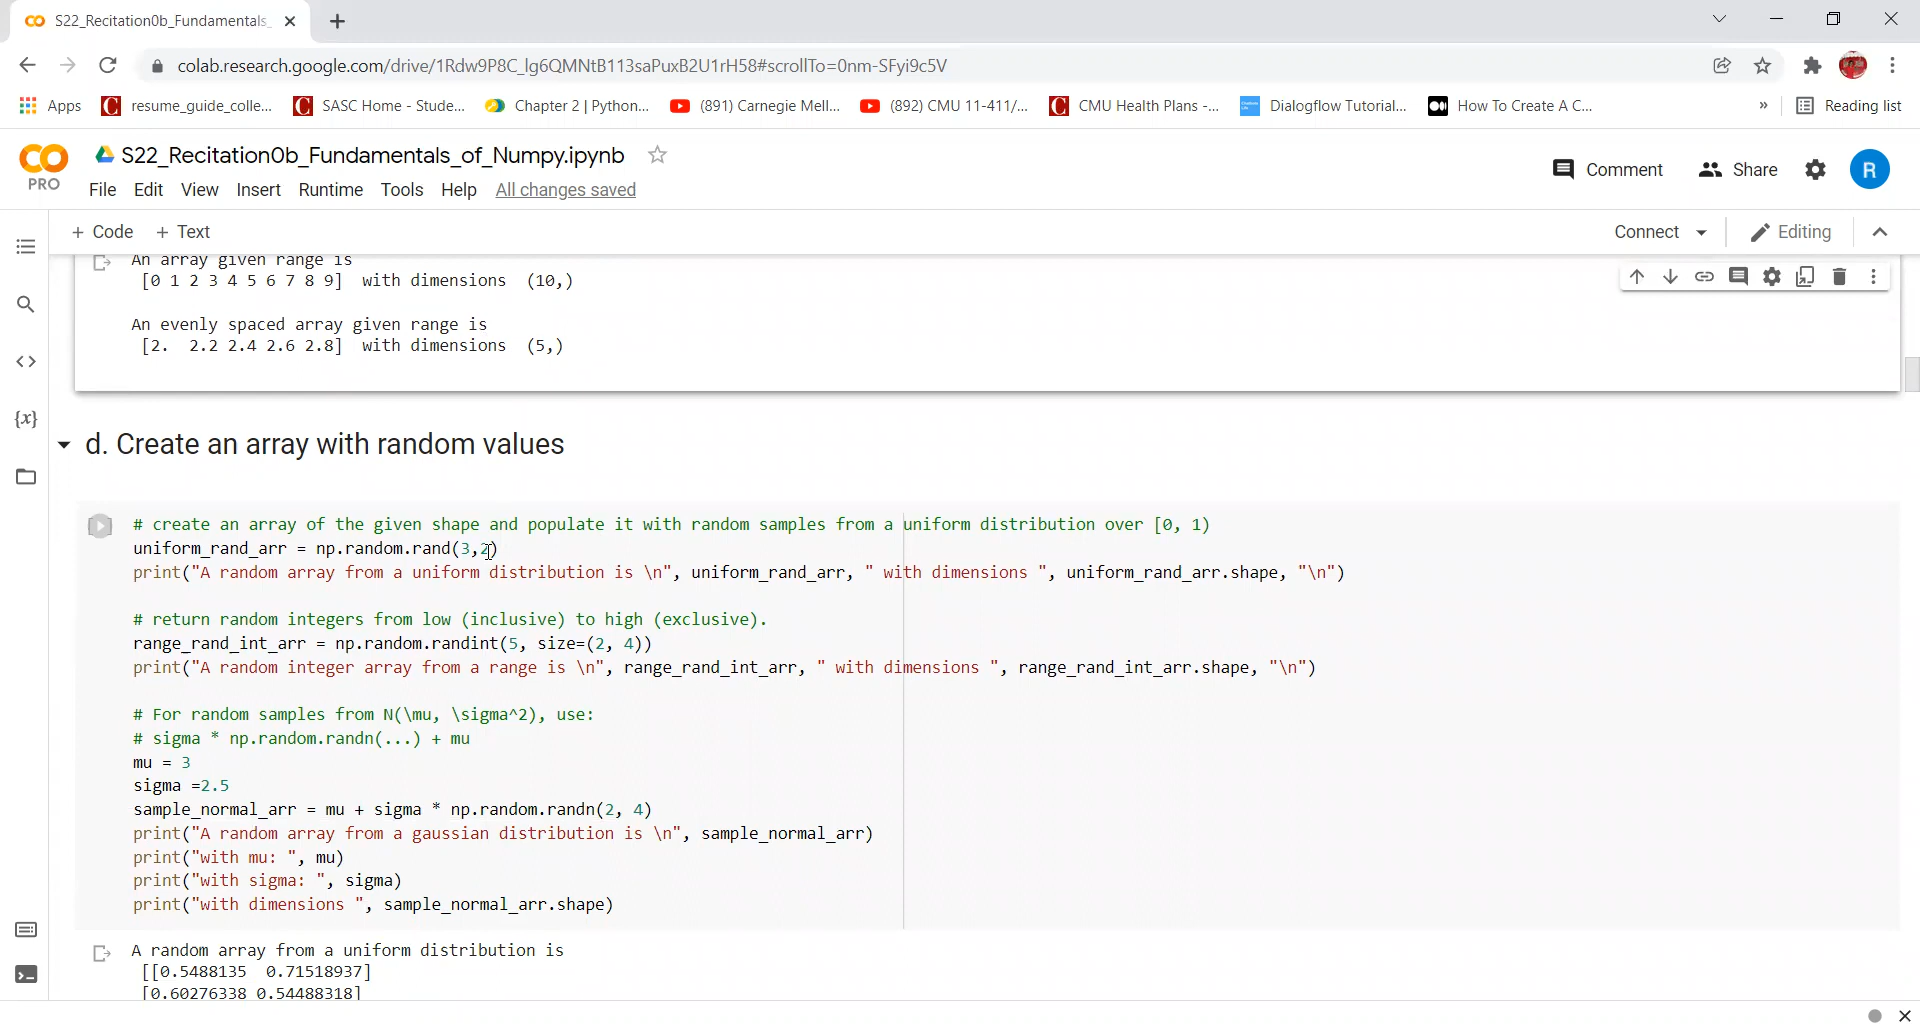 S22_Recitation0b_Fundamentals_
colab.research.google.com/drive/1Rdw9P8C_lg6QMNtB113saPuxB2U1rH58#scrollTo=0nm-SFyi9c5V
Apps resume_guide_colle... SASC Home - Stude... Chapter 2 | Python... (891) Carnegie Mell... (892) CMU 11-411/... CMU Health Plans -... Dialogflow Tutorial... How To Create A C... » Reading list
CO PRO
S22_Recitation0b_Fundamentals_of_Numpy.ipynb
File Edit View Insert Runtime Tools Help All changes saved
Comment Share R
+ Code + Text Connect Editing
An array given range is
[0 1 2 3 4 5 6 7 8 9]  with dimensions  (10,)
An evenly spaced array given range is
[2.  2.2 2.4 2.6 2.8]  with dimensions  (5,)
d. Create an array with random values
# create an array of the given shape and populate it with random samples from a uniform distribution over [0, 1)
uniform_rand_arr = np.random.rand(3,2)
print("A random array from a uniform distribution is \n", uniform_rand_arr, " with dimensions ", uniform_rand_arr.shape, "\n")
# return random integers from low (inclusive) to high (exclusive).
range_rand_int_arr = np.random.randint(5, size=(2, 4))
print("A random integer array from a range is \n", range_rand_int_arr, " with dimensions ", range_rand_int_arr.shape, "\n")
# For random samples from N(\mu, \sigma^2), use:
# sigma * np.random.randn(...) + mu
mu = 3
sigma =2.5
sample_normal_arr = mu + sigma * np.random.randn(2, 4)
print("A random array from a gaussian distribution is \n", sample_normal_arr)
print("with mu: ", mu)
print("with sigma: ", sigma)
print("with dimensions ", sample_normal_arr.shape)
A random array from a uniform distribution is
[[0.5488135  0.71518937]
[0.60276338 0.54488318]